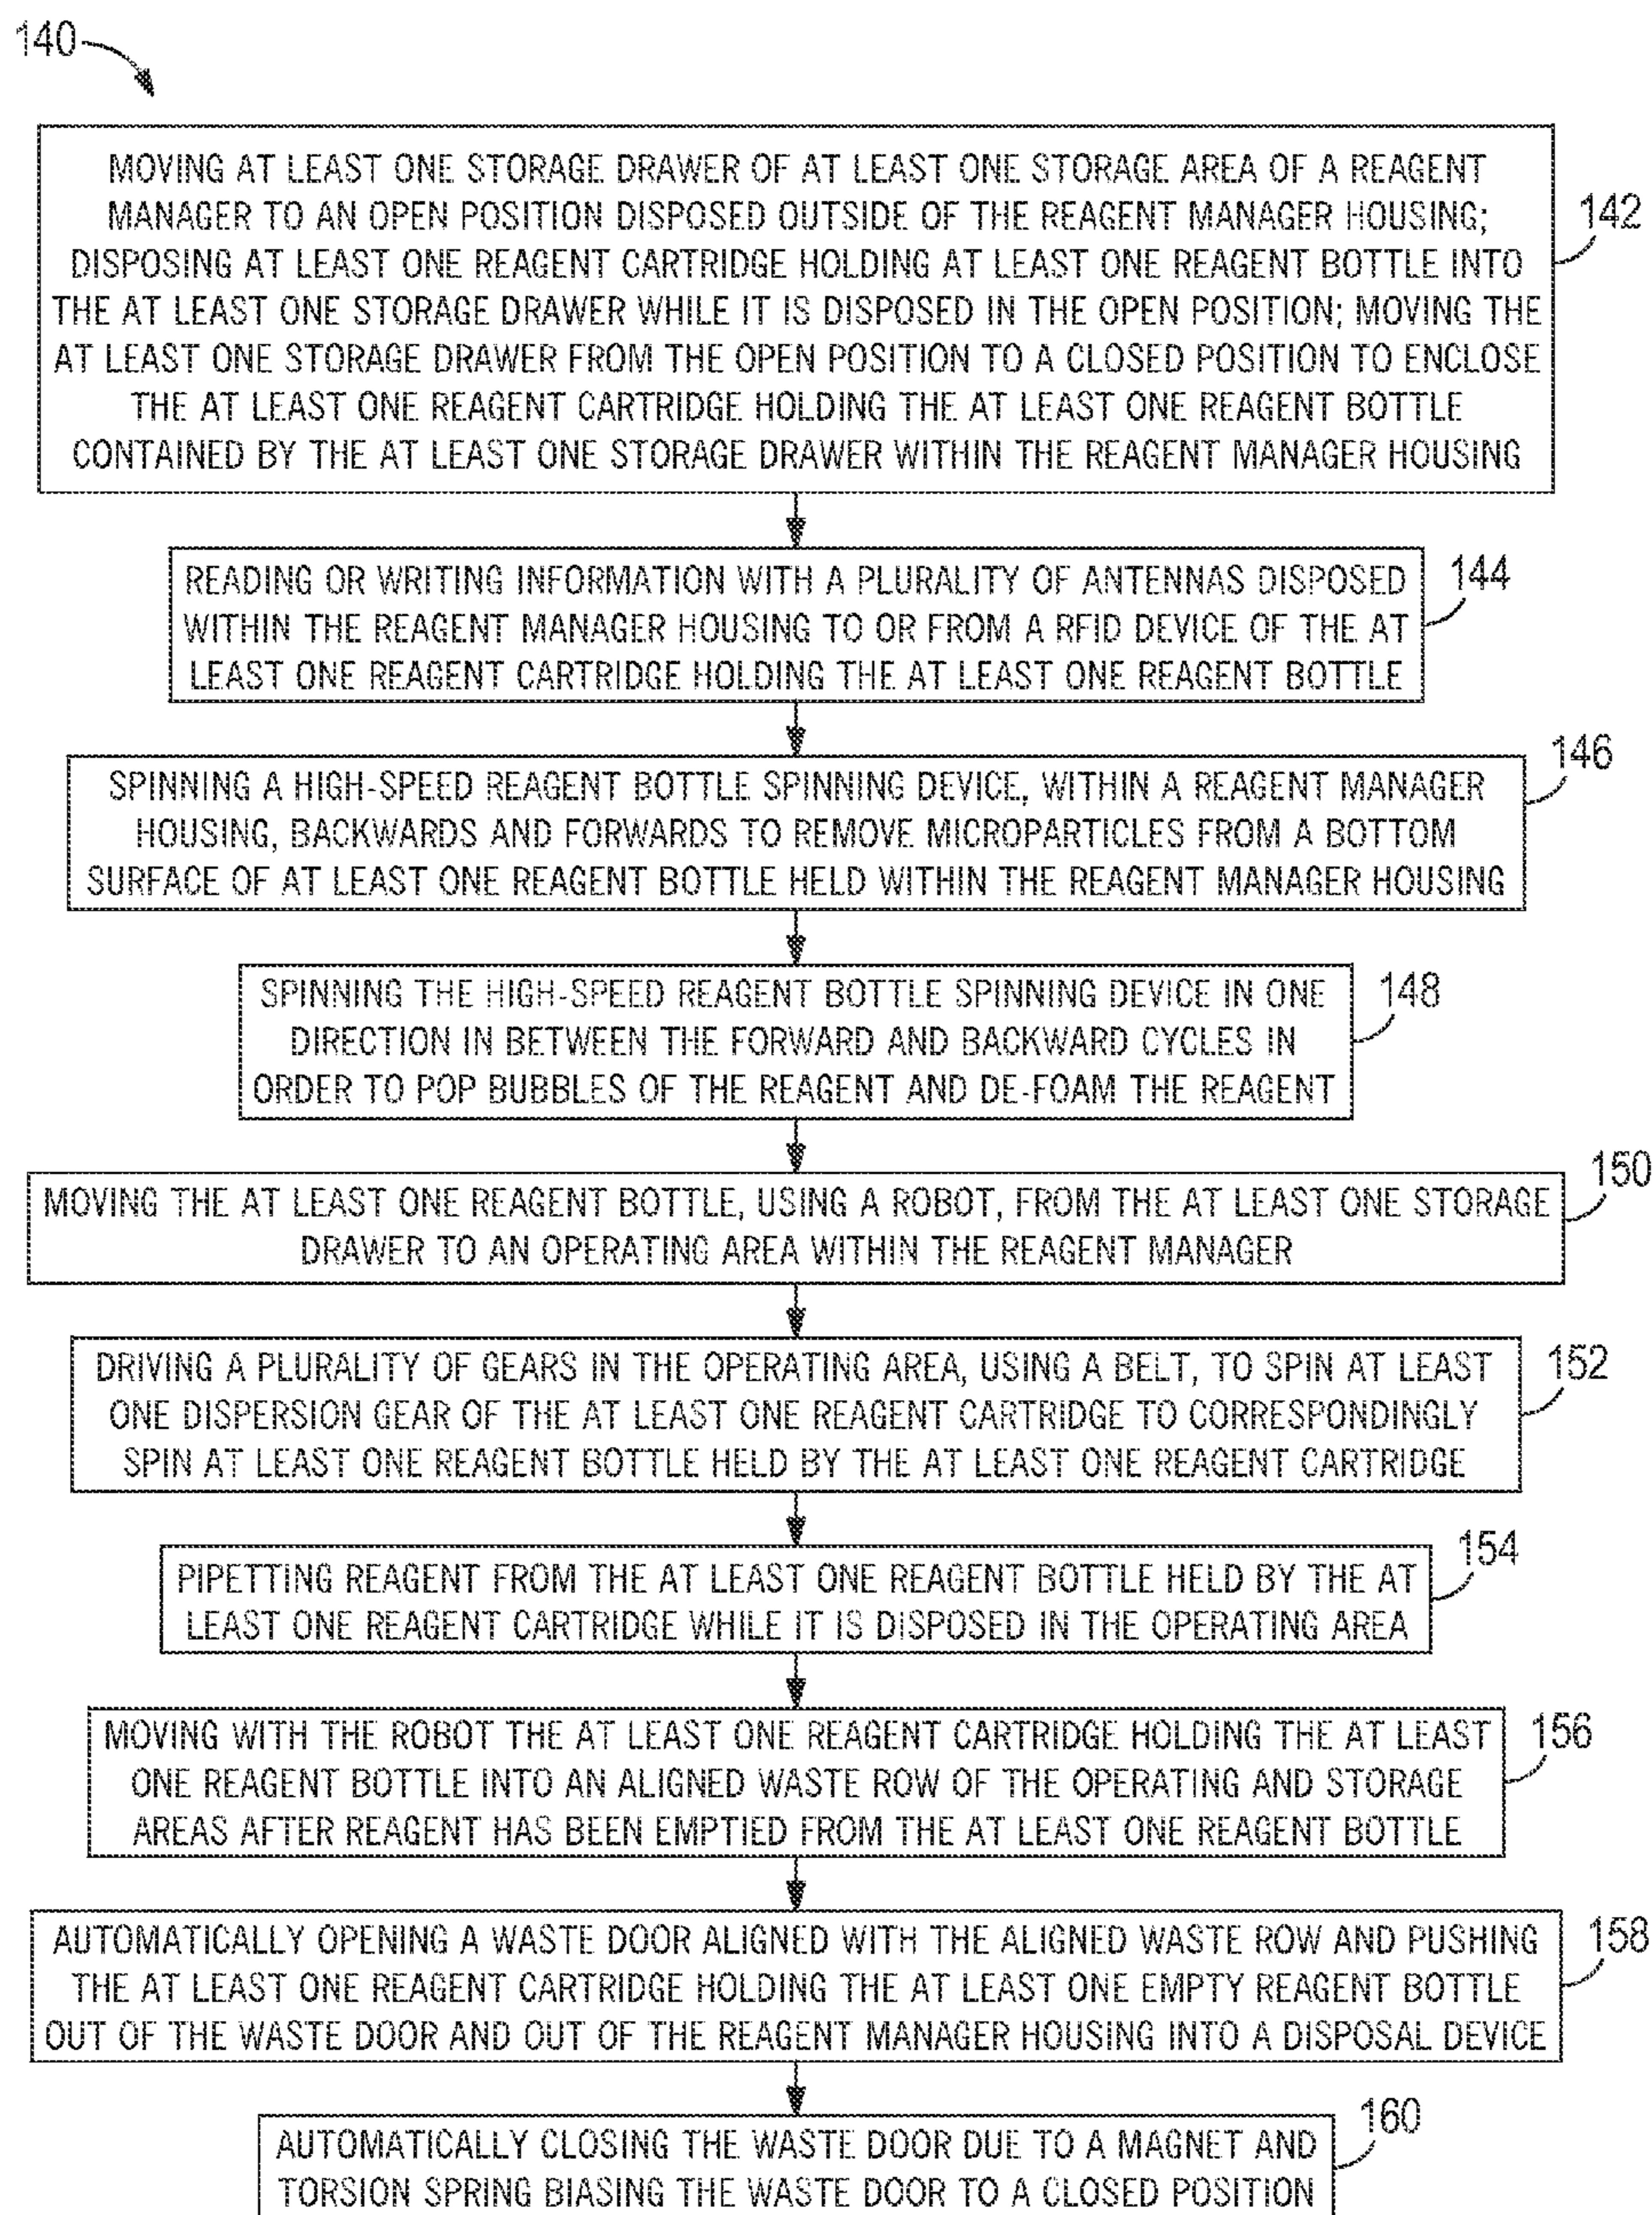 140
MOVING AT LEAST ONE STORAGE DRAWER OF AT LEAST ONE STORAGE AREA OF A REAGENT
MANAGER TO AN OPEN POSITION DISPOSED OUTSIDE OF THE REAGENT MANAGER HOUSING;
DISPOSING AT LEAST ONE REAGENT CARTRIDGE HOLDING AT LEAST ONE REAGENT BOTTLE INTO
THE AT LEAST ONE STORAGE DRAWER WHILE IT IS DISPOSED IN THE OPEN POSITION; MOVING THE
AT LEAST ONE STORAGE DRAWER FROM THE OPEN POSITION TO A CLOSED POSITION TO ENCLOSE
THE AT LEAST ONE REAGENT CARTRIDGE HOLDING THE AT LEAST ONE REAGENT BOTTLE
CONTAINED BY THE AT LEAST ONE STORAGE DRAWER WITHIN THE REAGENT MANAGER HOUSING
142
READING OR WRITING INFORMATION WITH A PLURALITY OF ANTENNAS DISPOSED
WITHIN THE REAGENT MANAGER HOUSING TO OR FROM A RFID DEVICE OF THE AT
LEAST ONE REAGENT CARTRIDGE HOLDING THE AT LEAST ONE REAGENT BOTTLE
144
SPINNING A HIGH-SPEED REAGENT BOTTLE SPINNING DEVICE, WITHIN A REAGENT MANAGER
HOUSING, BACKWARDS AND FORWARDS TO REMOVE MICROPARTICLES FROM A BOTTOM
SURFACE OF AT LEAST ONE REAGENT BOTTLE HELD WITHIN THE REAGENT MANAGER HOUSING
146
SPINNING THE HIGH-SPEED REAGENT BOTTLE SPINNING DEVICE IN ONE
DIRECTION IN BETWEEN THE FORWARD AND BACKWARD CYCLES IN
ORDER TO POP BUBBLES OF THE REAGENT AND DE-FOAM THE REAGENT
148
MOVING THE AT LEAST ONE REAGENT BOTTLE, USING A ROBOT, FROM THE AT LEAST ONE STORAGE
DRAWER TO AN OPERATING AREA WITHIN THE REAGENT MANAGER
150
DRIVING A PLURALITY OF GEARS IN THE OPERATING AREA, USING A BELT, TO SPIN AT LEAST
ONE DISPERSION GEAR OF THE AT LEAST ONE REAGENT CARTRIDGE TO CORRESPONDINGLY
SPIN AT LEAST ONE REAGENT BOTTLE HELD BY THE AT LEAST ONE REAGENT CARTRIDGE
152
PIPETTING REAGENT FROM THE AT LEAST ONE REAGENT BOTTLE HELD BY THE AT
LEAST ONE REAGENT CARTRIDGE WHILE IT IS DISPOSED IN THE OPERATING AREA
154
MOVING WITH THE ROBOT THE AT LEAST ONE REAGENT CARTRIDGE HOLDING THE AT LEAST
ONE REAGENT BOTTLE INTO AN ALIGNED WASTE ROW OF THE OPERATING AND STORAGE
AREAS AFTER REAGENT HAS BEEN EMPTIED FROM THE AT LEAST ONE REAGENT BOTTLE
156
AUTOMATICALLY OPENING A WASTE DOOR ALIGNED WITH THE ALIGNED WASTE ROW AND PUSHING
THE AT LEAST ONE REAGENT CARTRIDGE HOLDING THE AT LEAST ONE EMPTY REAGENT BOTTLE
OUT OF THE WASTE DOOR AND OUT OF THE REAGENT MANAGER HOUSING INTO A DISPOSAL DEVICE
158
AUTOMATICALLY CLOSING THE WASTE DOOR DUE TO A MAGNET AND
TORSION SPRING BIASING THE WASTE DOOR TO A CLOSED POSITION
160